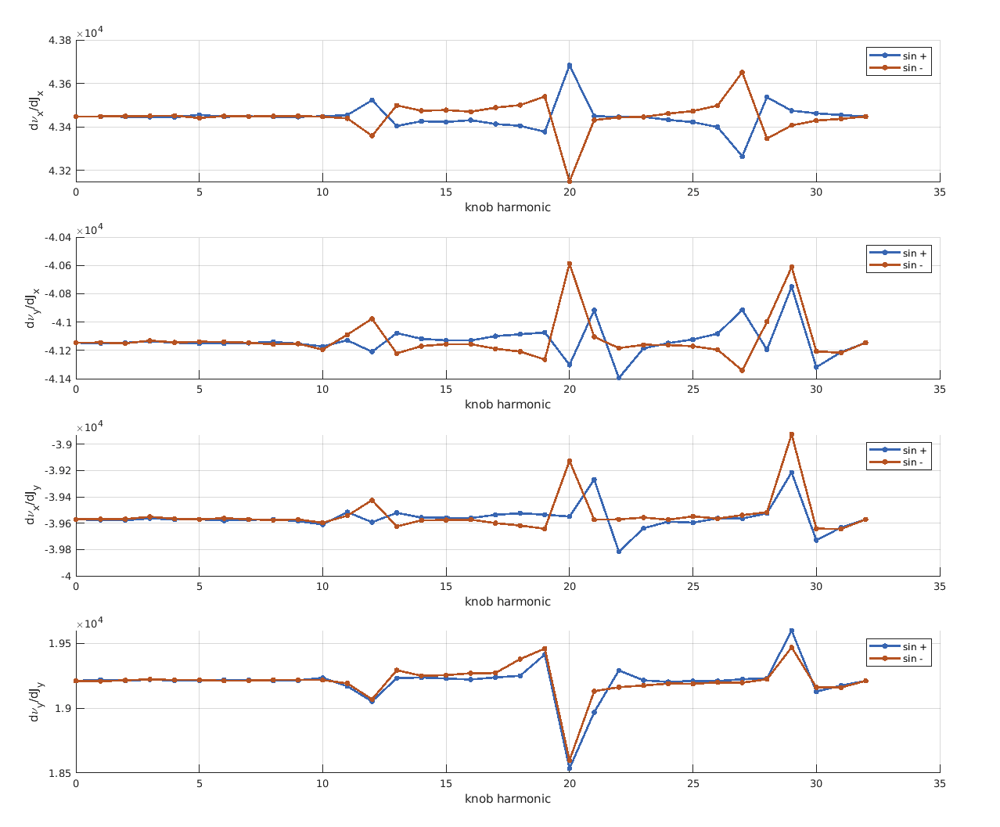 ×10⁴
4.38
4.36
4.34
4.32
dνₓ/dJₓ
0 5 10 15 20 25 30 35
knob harmonic
sin +
sin -
×10⁴
-4.04
-4.06
-4.08
-4.1
-4.12
-4.14
dν_y/dJₓ
0 5 10 15 20 25 30 35
knob harmonic
sin +
sin -
×10⁴
-3.9
-3.92
-3.94
-3.96
-3.98
-4
dνₓ/dJ_y
0 5 10 15 20 25 30 35
knob harmonic
sin +
sin -
×10⁴
1.95
1.9
1.85
dν_y/dJ_y
0 5 10 15 20 25 30 35
knob harmonic
sin +
sin -